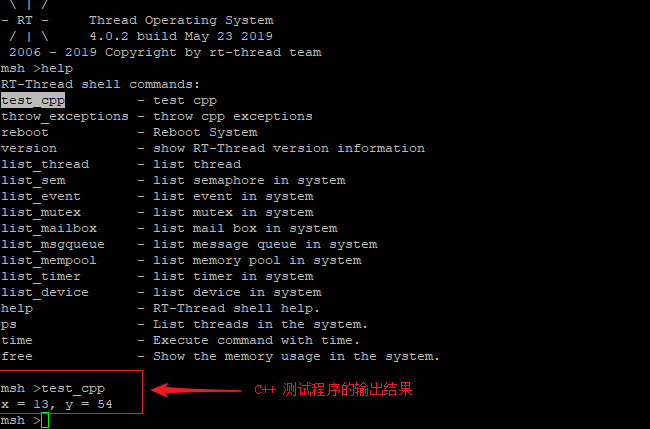 \ | /
- RT -     Thread Operating System
 / | \     4.0.2 build May 23 2019
 2006 - 2019 Copyright by rt-thread team
msh >help
RT-Thread shell commands:
test_cpp         - test cpp
throw_exceptions - throw cpp exceptions
reboot           - Reboot System
version          - show RT-Thread version information
list_thread      - list thread
list_sem         - list semaphore in system
list_event       - list event in system
list_mutex       - list mutex in system
list_mailbox     - list mail box in system
list_msgqueue    - list message queue in system
list_mempool     - list memory pool in system
list_timer       - list timer in system
list_device      - list device in system
help             - RT-Thread shell help.
ps               - List threads in the system.
time             - Execute command with time.
free             - Show the memory usage in the system.
msh >test_cpp
C++ 测试程序的输出结果
x = 13, y = 54
msh >